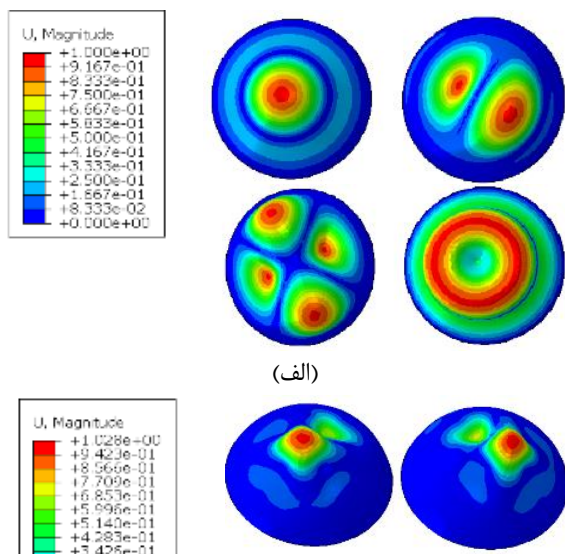 U, Magnitude
+1.000e+00
+9.167e-01
+8.333e-01
+7.500e-01
+6.667e-01
+5.833e-01
+5.000e-01
+4.167e-01
+3.333e-01
+2.500e-01
+1.667e-01
+8.333e-02
+0.000e+00
(الف)
U, Magnitude
+1.028e+00
+9.423e-01
+8.566e-01
+7.709e-01
+6.853e-01
+5.996e-01
+5.140e-01
+4.283e-01
+3.426e-01